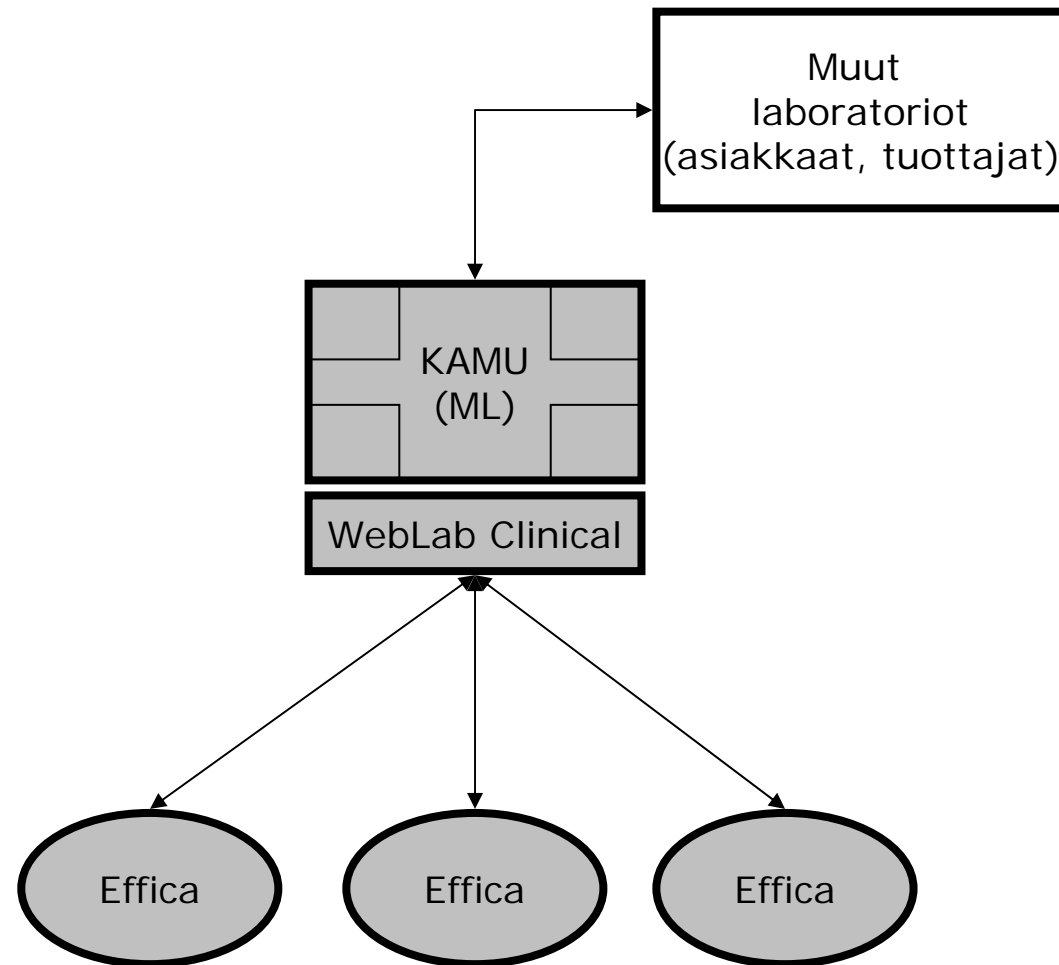 Muut
laboratoriot
(asiakkaat, tuottajat)
KAMU
(ML)
WebLab Clinical
Effica
Effica
Effica